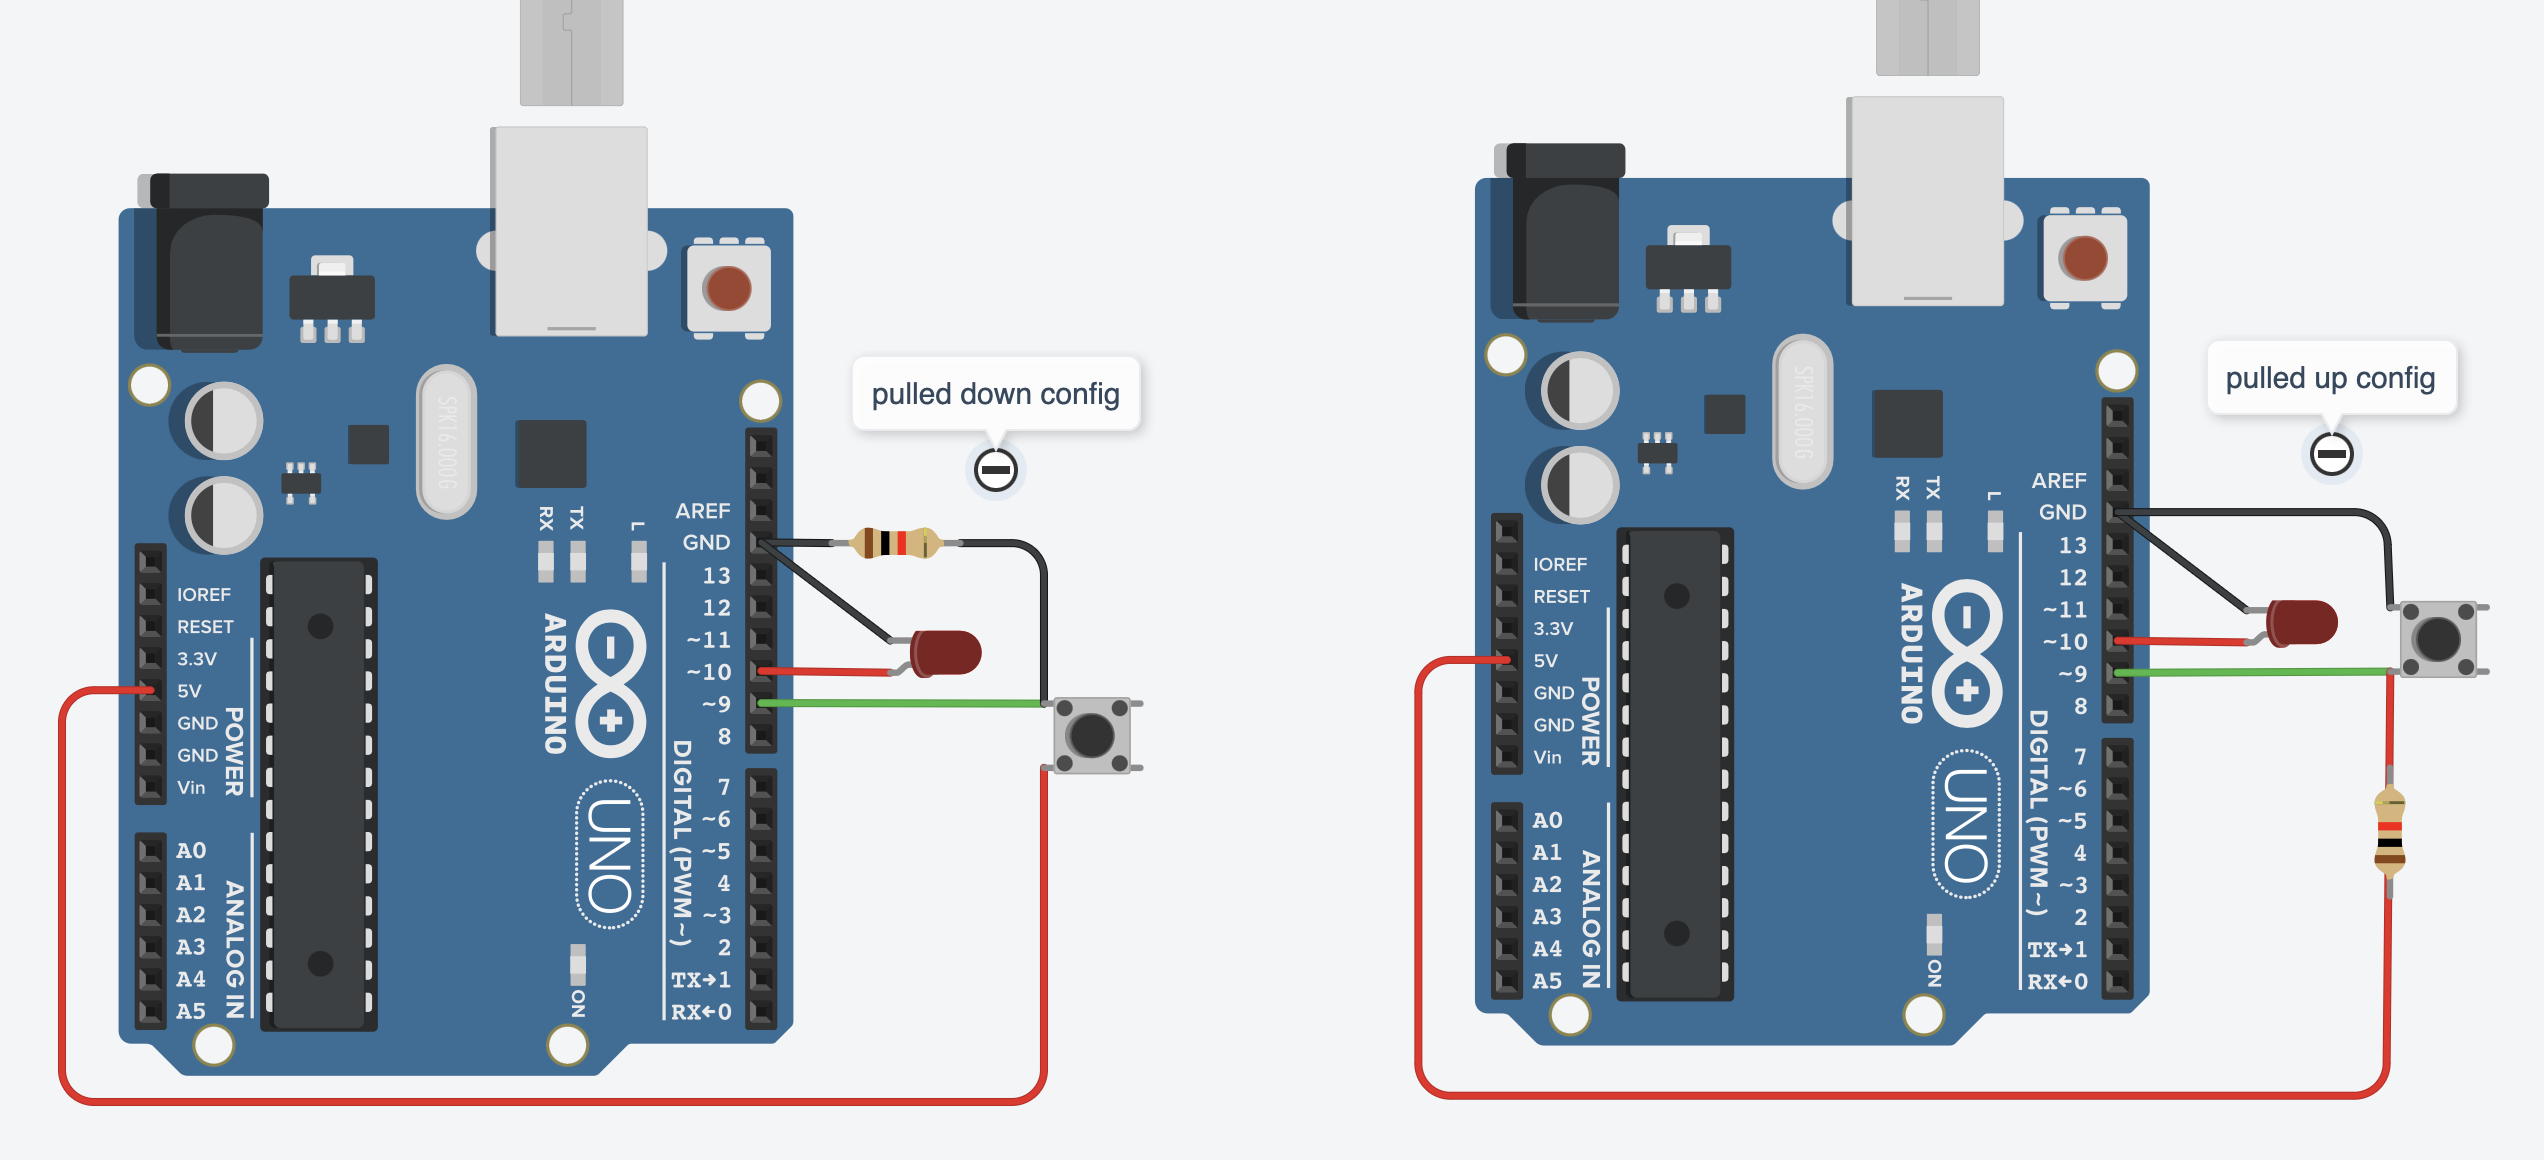 pulled down config
SPK16.000G
RX
TX
L
AREF
GND
13
12
~11
~10
~9
8
7
~6
~5
4
~3
2
TX→1
RX←0
DIGITAL (PWM~)
IOREF
RESET
3.3V
5V
GND
GND
Vin
POWER
A0
A1
A2
A3
A4
A5
ANALOG IN
ARDUINO
UNO
ON
pulled up config
SPK16.000G
RX
TX
L
AREF
GND
13
12
~11
~10
~9
8
7
~6
~5
4
~3
2
TX→1
RX←0
DIGITAL (PWM~)
IOREF
RESET
3.3V
5V
GND
GND
Vin
POWER
A0
A1
A2
A3
A4
A5
ANALOG IN
ARDUINO
UNO
ON